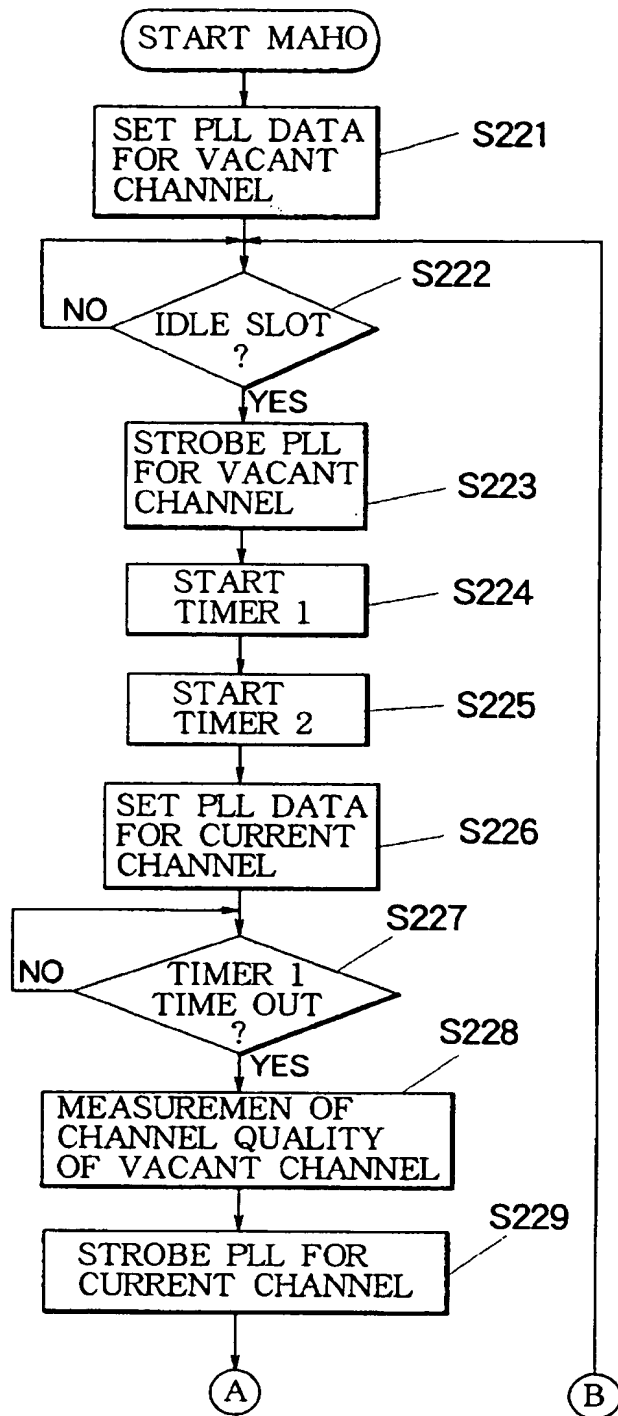 START MAHO
SET PLL DATA
FOR VACANT
CHANNEL
S221
S222
NO
IDLE SLOT
?
YES
STROBE PLL
FOR VACANT
CHANNEL
S223
START
TIMER 1
S224
START
TIMER 2
S225
SET PLL DATA
FOR CURRENT
CHANNEL
S226
S227
NO
TIMER 1
TIME OUT
?
YES
S228
MEASUREMEN OF
CHANNEL QUALITY
OF VACANT CHANNEL
S229
STROBE PLL FOR
CURRENT CHANNEL
A
B